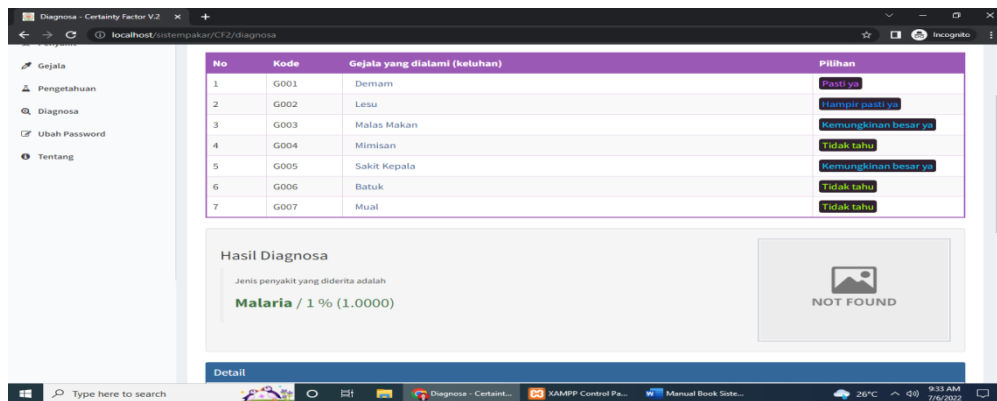 Diagnosa - Certainty Factor V.2
localhost/sistempakar/CF2/diagnosa
Incognito
Gejala
Pengetahuan
Diagnosa
Ubah Password
Tentang
No Kode Gejala yang dialami (keluhan) Pilihan
1 G001 Demam Pasti ya
2 G002 Lesu Hampir pasti ya
3 G003 Malas Makan Kemungkinan besar ya
4 G004 Mimisan Tidak tahu
5 G005 Sakit Kepala Kemungkinan besar ya
6 G006 Batuk Tidak tahu
7 G007 Mual Tidak tahu
Hasil Diagnosa
Jenis penyakit yang diderita adalah
Malaria / 1 % (1.0000)
NOT FOUND
Detail
Type here to search
Diagnosa - Certaint...
XAMPP Control Pa...
Manual Book Siste...
26°C
9:33 AM
7/6/2022